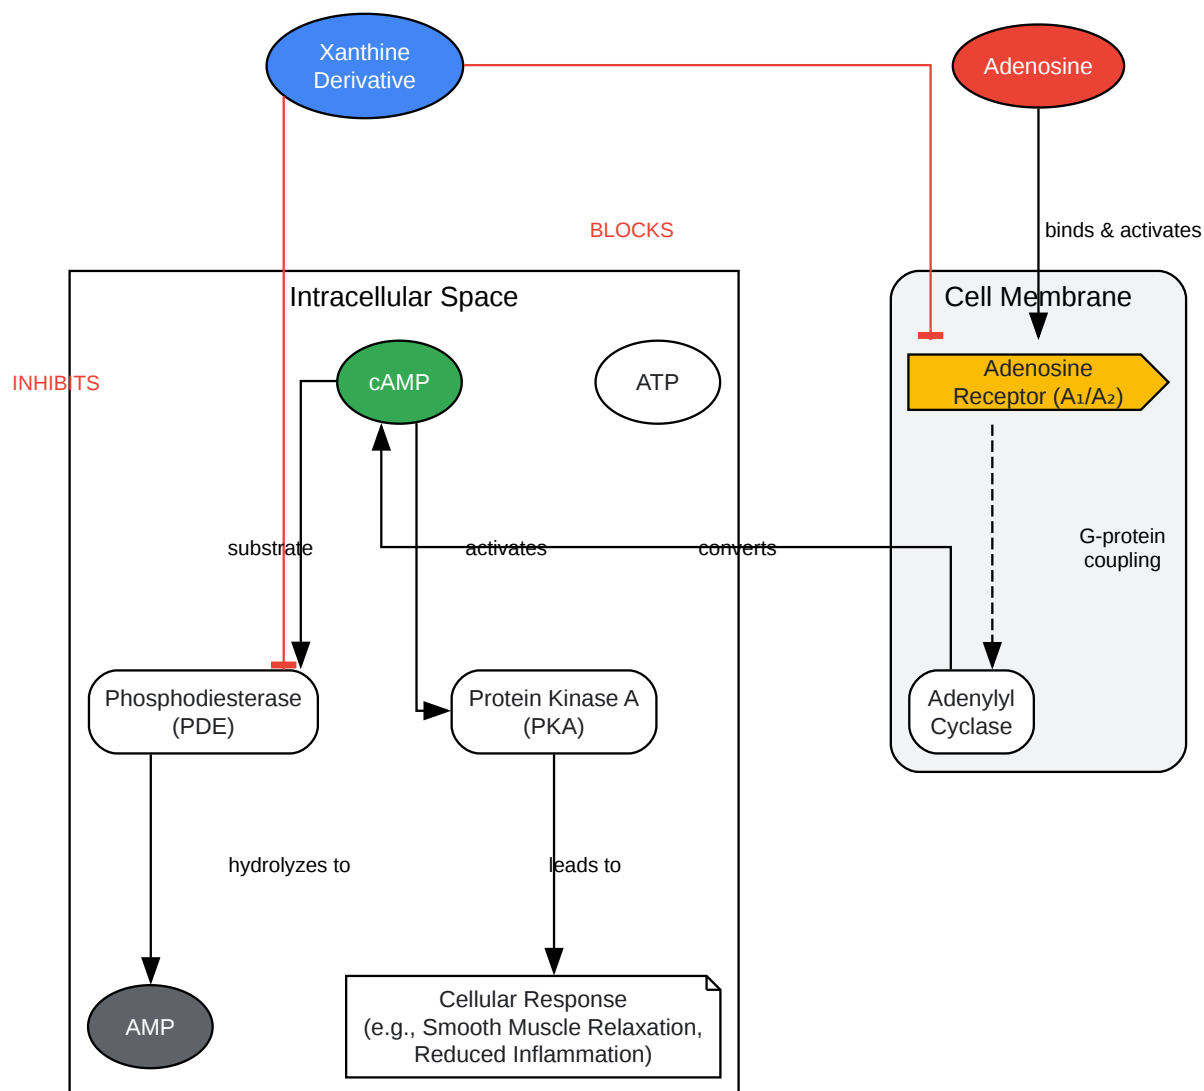 Xanthine
Derivative
Adenosine
BLOCKS
binds & activates
Intracellular Space
Cell Membrane
INHIBITS
cAMP
ATP
Adenosine
Receptor (A₁/A₂)
substrate
activates
converts
G-protein
coupling
Phosphodiesterase
(PDE)
Protein Kinase A
(PKA)
Adenylyl
Cyclase
hydrolyzes to
leads to
AMP
Cellular Response
(e.g., Smooth Muscle Relaxation,
Reduced Inflammation)